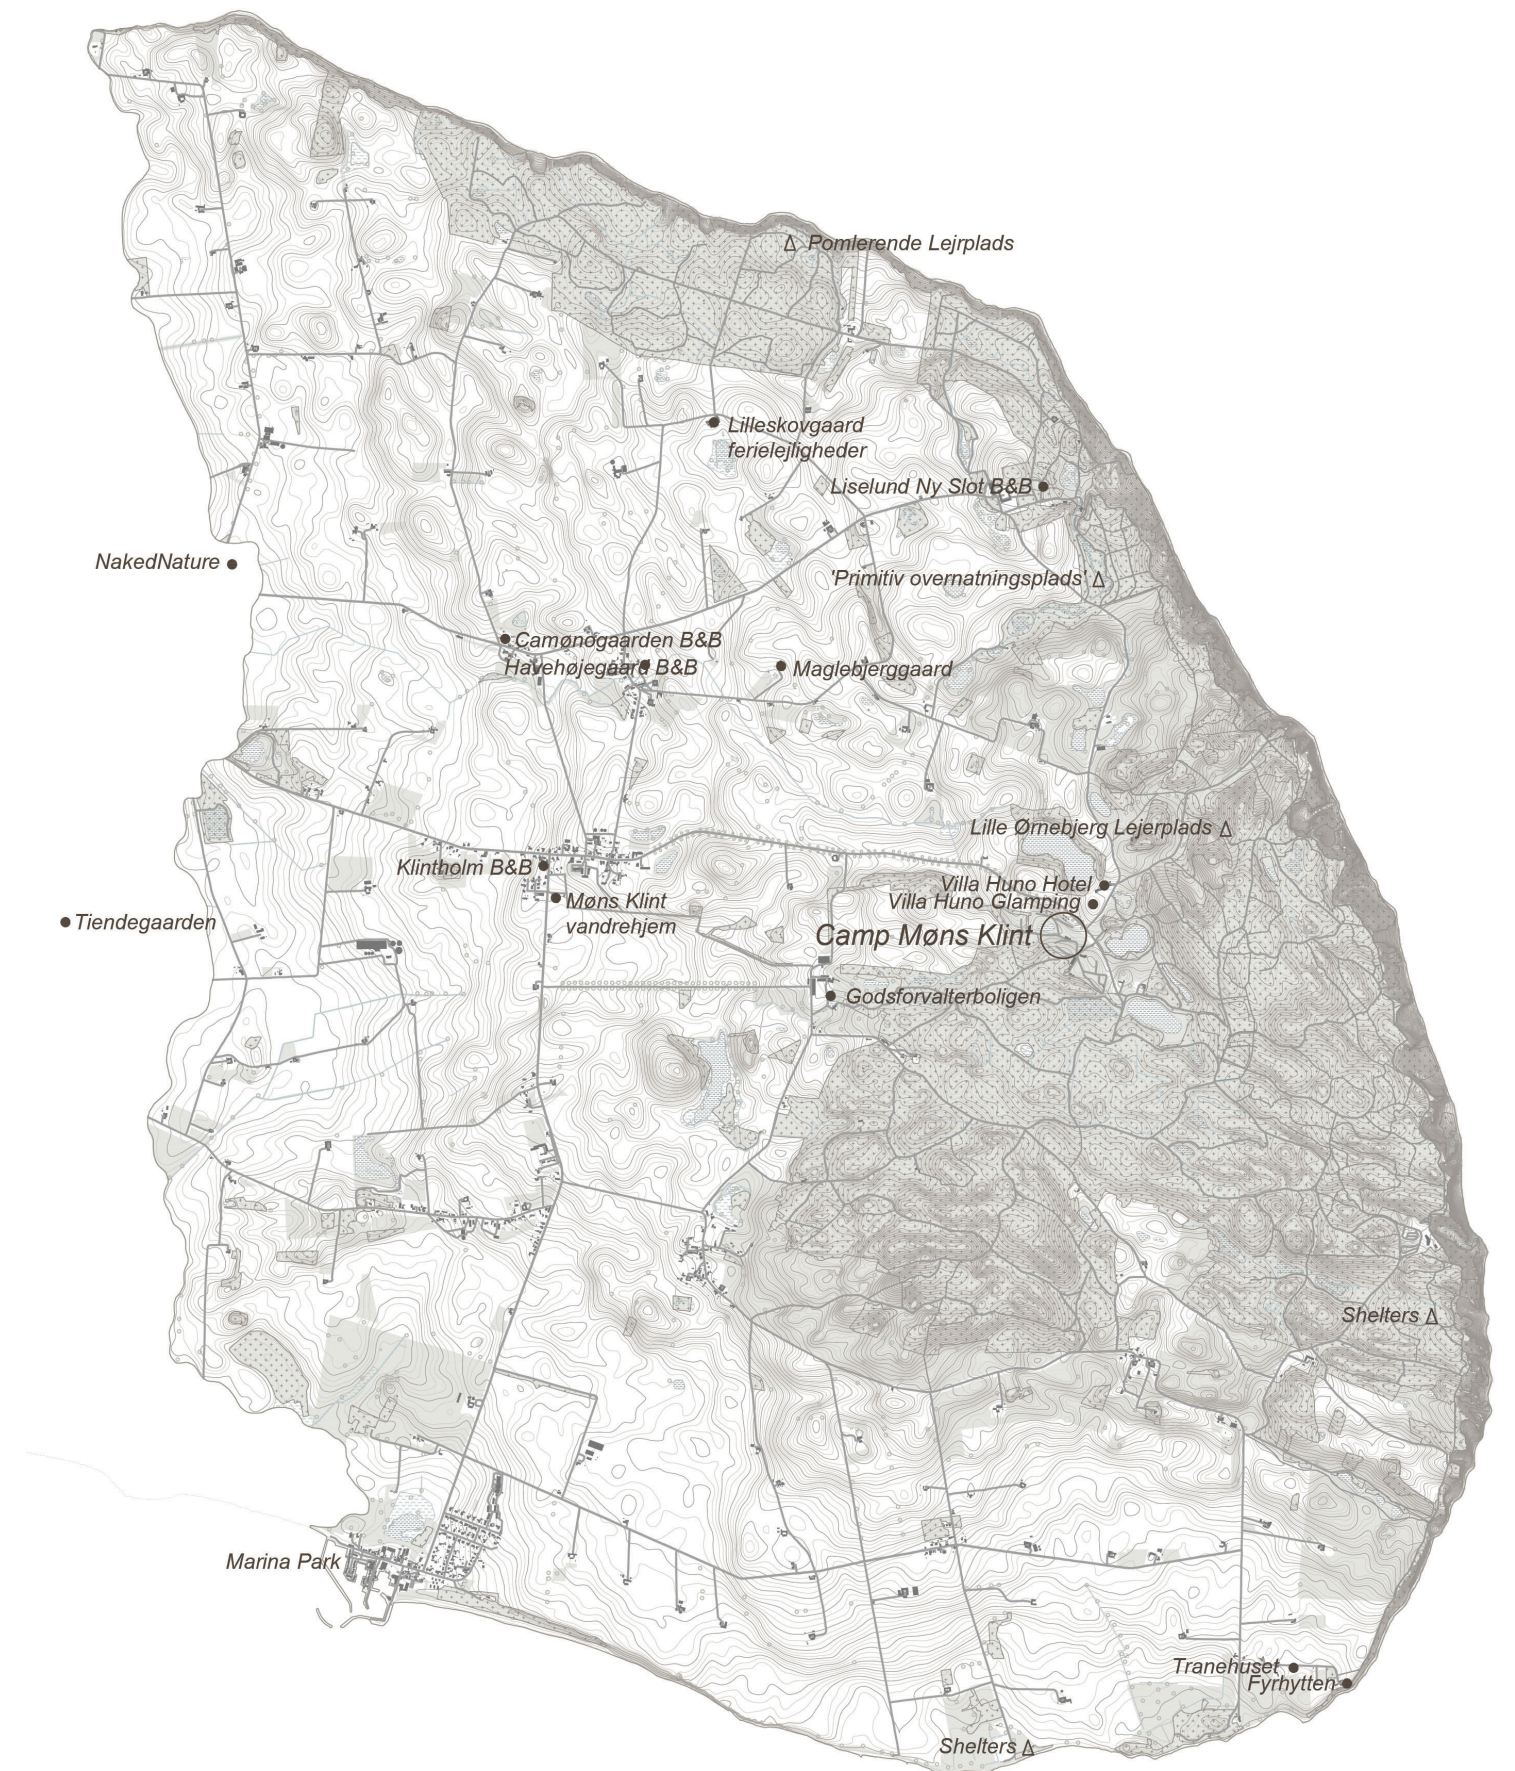 Pomlerende Lejrplads
Lilleskovgaard
ferielejligheder
Liselund Ny Slot B&B
NakedNature
'Primitiv overnatningsplads'
Camønogaarden B&B
Havehøjegaard B&B
Maglebjerggaard
Lille Ørnebjerg Lejerplads
Klintholm B&B
Villa Huno Hotel
Møns Klint
vandrehjem
Villa Huno Glamping
Tiendegaarden
Camp Møns Klint
Godsforvalterboligen
Shelters
Marina Park
Tranehuset
Fyrhytten
Shelters